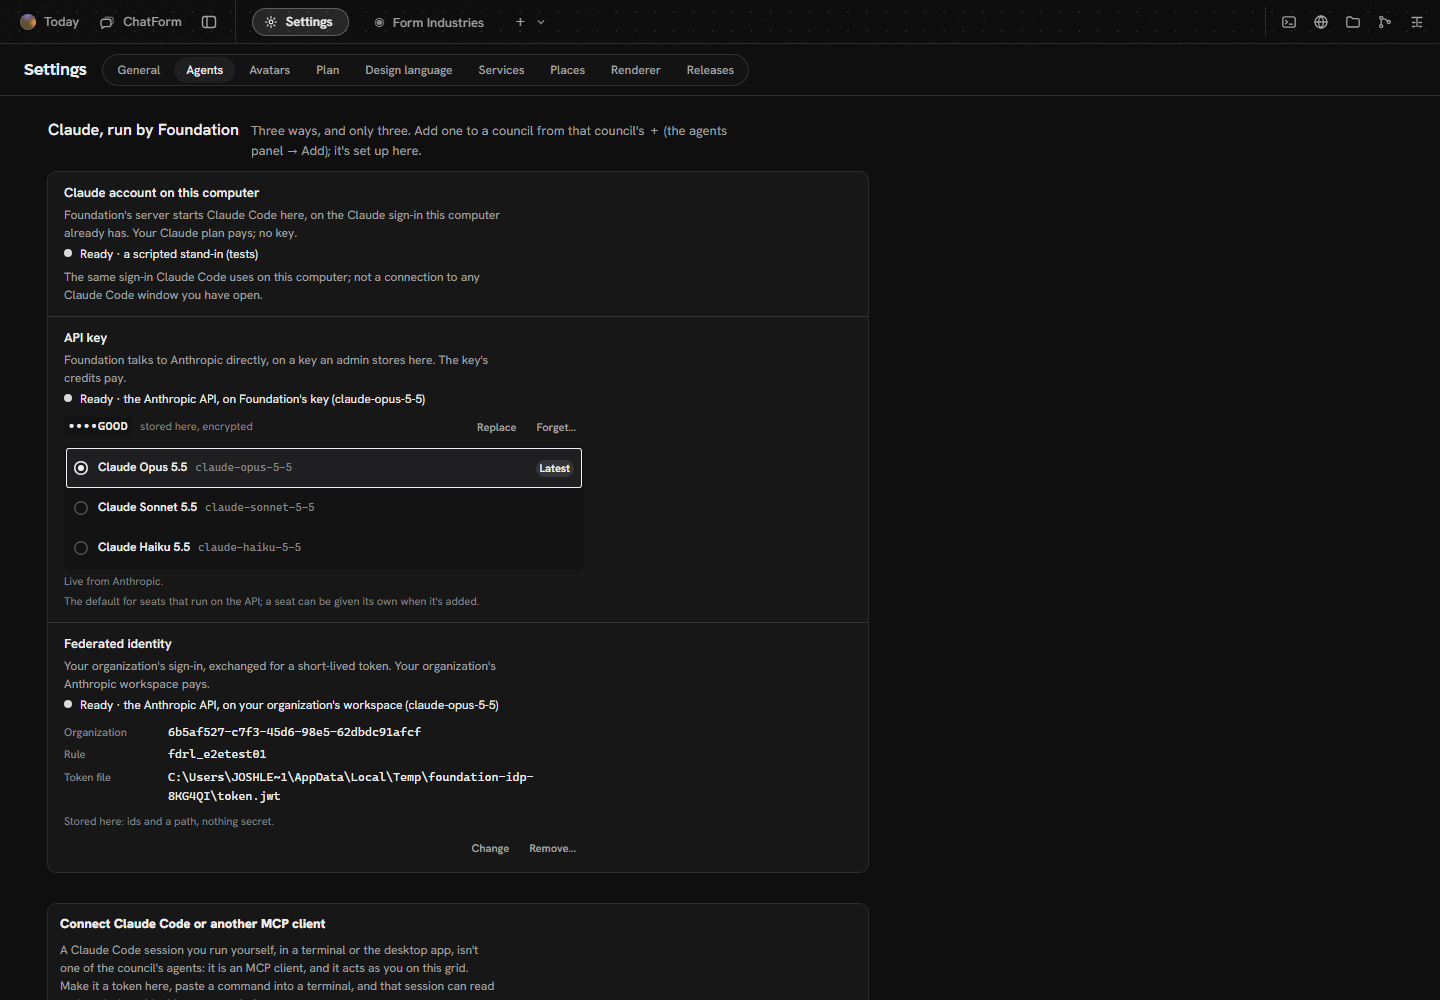 Today
ChatForm
Settings
Form Industries
Settings
General
Agents
Avatars
Plan
Design language
Services
Places
Renderer
Releases
Claude, run by Foundation
Three ways, and only three. Add one to a council from that council's + (the agents
panel → Add); it's set up here.
Claude account on this computer
Foundation's server starts Claude Code here, on the Claude sign-in this computer
already has. Your Claude plan pays; no key.
Ready · a scripted stand-in (tests)
The same sign-in Claude Code uses on this computer; not a connection to any
Claude Code window you have open.
API key
Foundation talks to Anthropic directly, on a key an admin stores here. The key's
credits pay.
Ready · the Anthropic API, on Foundation's key (claude-opus-5-5)
••••GOOD stored here, encrypted Replace Forget...
Claude Opus 5.5 claude-opus-5-5 Latest
Claude Sonnet 5.5 claude-sonnet-5-5
Claude Haiku 5.5 claude-haiku-5-5
Live from Anthropic.
The default for seats that run on the API; a seat can be given its own when it's added.
Federated identity
Your organization's sign-in, exchanged for a short-lived token. Your organization's
Anthropic workspace pays.
Ready · the Anthropic API, on your organization's workspace (claude-opus-5-5)
Organization 6b5af527-c7f3-45d6-98e5-62dbdc91afcf
Rule fdrl_e2etest01
Token file C:\Users\JOSHLE~1\AppData\Local\Temp\foundation-idp-
8KG4QI\token.jwt
Stored here: ids and a path, nothing secret.
Change Remove...
Connect Claude Code or another MCP client
A Claude Code session you run yourself, in a terminal or the desktop app, isn't
one of the council's agents: it is an MCP client, and it acts as you on this grid.
Make it a token here, paste a command into a terminal, and that session can read